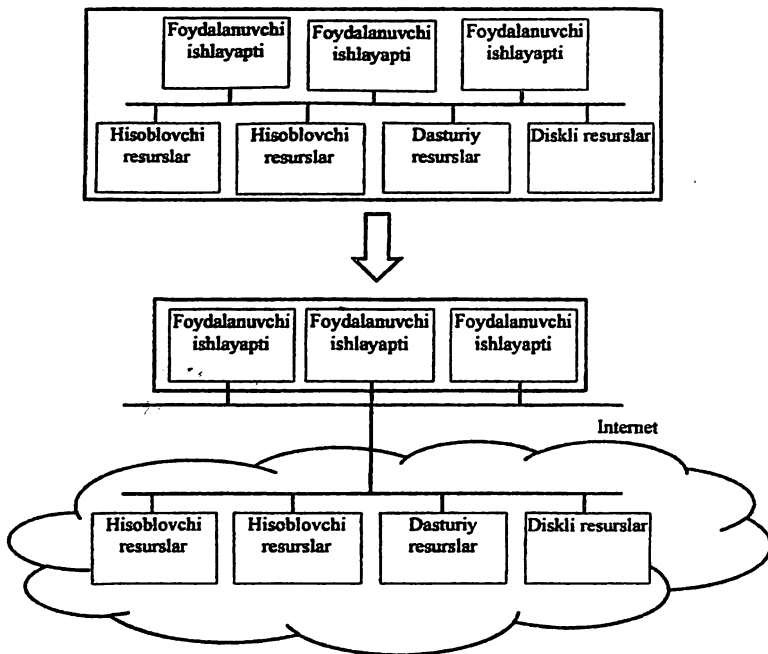 Foydalanuvchi
ishlayapti
Foydalanuvchi
ishlayapti
Foydalanuvchi
ishlayapti
Hisoblovchi
resurslar
Hisoblovchi
resurslar
Dasturiy
resurslar
Diskli resurslar
Foydalanuvchi
ishlayapti
Foydalanuvchi
ishlayapti
Foydalanuvchi
ishlayapti
Internet
Hisoblovchi
resurslar
Hisoblovchi
resurslar
Dasturiy
resurslar
Diskli resurslar